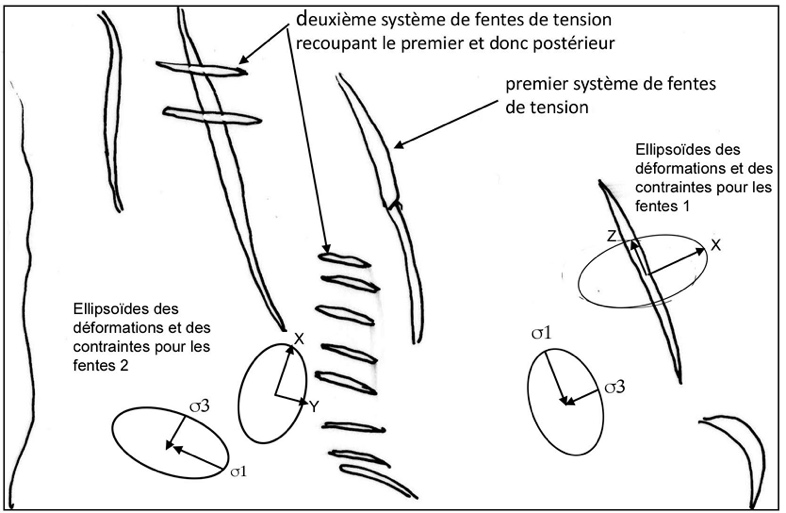 deuxième système de fentes de tension
recoupant le premier et donc postérieur
premier système de fentes
de tension
Ellipsoïdes des
déformations et des
contraintes pour les
fentes 1
Z
X
Ellipsoïdes des
déformations et des
contraintes pour les
fentes 2
X
Y
σ1
σ3
σ3
σ1